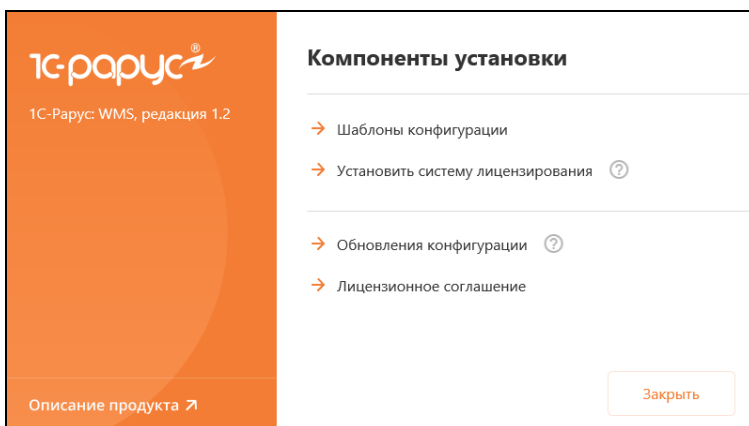 1С-рарус®
1С-Рарус: WMS, редакция 1.2
Описание продукта
Компоненты установки
Шаблоны конфигурации
Установить систему лицензирования
Обновления конфигурации
Лицензионное соглашение
Закрыть